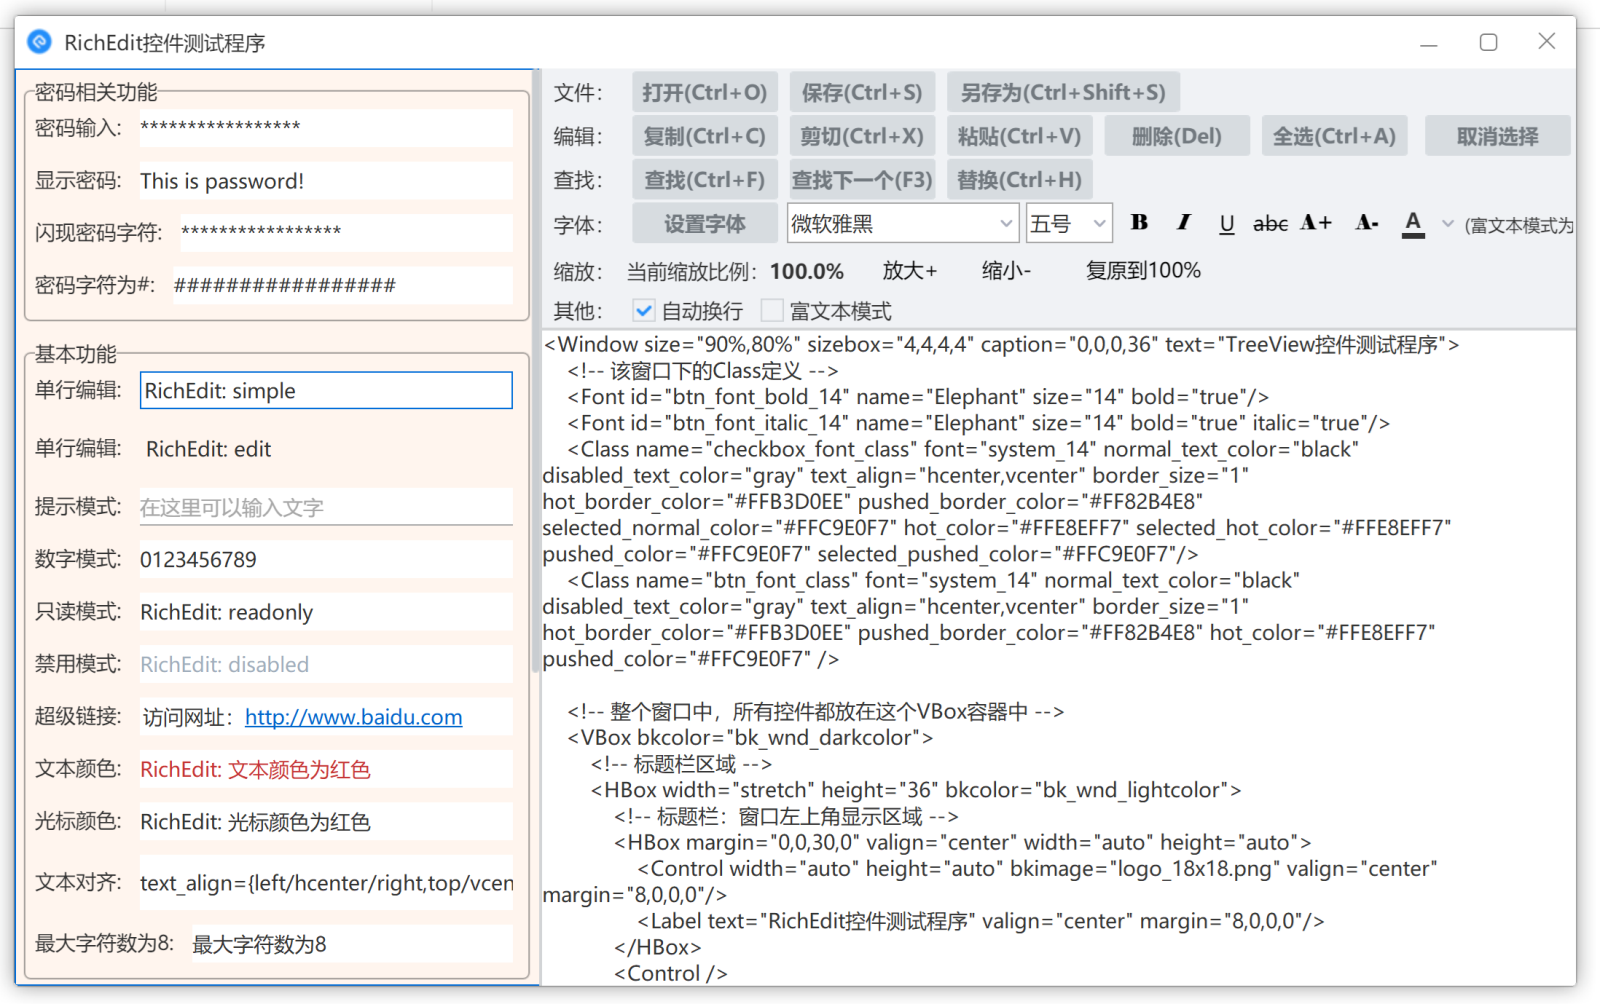 RichEdit控件测试程序
密码相关功能
密码输入: *****************
显示密码: This is password!
闪现密码字符: *****************
密码字符为#: #################
基本功能
单行编辑: RichEdit: simple
单行编辑: RichEdit: edit
提示模式: 在这里可以输入文字
数字模式: 0123456789
只读模式: RichEdit: readonly
禁用模式: RichEdit: disabled
超级链接: 访问网址：http://www.baidu.com
文本颜色: RichEdit: 文本颜色为红色
光标颜色: RichEdit: 光标颜色为红色
文本对齐: text_align={left/hcenter/right,top/vcen
最大字符数为8: 最大字符数为8
文件: 打开(Ctrl+O) 保存(Ctrl+S) 另存为(Ctrl+Shift+S)
编辑: 复制(Ctrl+C) 剪切(Ctrl+X) 粘贴(Ctrl+V) 删除(Del) 全选(Ctrl+A) 取消选择
查找: 查找(Ctrl+F) 查找下一个(F3) 替换(Ctrl+H)
字体: 设置字体 微软雅黑 五号 B I U abc A+ A- A (富文本模式为
缩放: 当前缩放比例: 100.0% 放大+ 缩小- 复原到100%
其他: 自动换行 富文本模式
<Window size="90%,80%" sizebox="4,4,4,4" caption="0,0,0,36" text="TreeView控件测试程序">
<!-- 该窗口下的Class定义 -->
<Font id="btn_font_bold_14" name="Elephant" size="14" bold="true"/>
<Font id="btn_font_italic_14" name="Elephant" size="14" bold="true" italic="true"/>
<Class name="checkbox_font_class" font="system_14" normal_text_color="black"
disabled_text_color="gray" text_align="hcenter,vcenter" border_size="1"
hot_border_color="#FFB3D0EE" pushed_border_color="#FF82B4E8"
selected_normal_color="#FFC9E0F7" hot_color="#FFE8EFF7" selected_hot_color="#FFE8EFF7"
pushed_color="#FFC9E0F7" selected_pushed_color="#FFC9E0F7"/>
<Class name="btn_font_class" font="system_14" normal_text_color="black"
disabled_text_color="gray" text_align="hcenter,vcenter" border_size="1"
hot_border_color="#FFB3D0EE" pushed_border_color="#FF82B4E8" hot_color="#FFE8EFF7"
pushed_color="#FFC9E0F7" />
<!-- 整个窗口中，所有控件都放在这个VBox容器中 -->
<VBox bkcolor="bk_wnd_darkcolor">
<!-- 标题栏区域 -->
<HBox width="stretch" height="36" bkcolor="bk_wnd_lightcolor">
<!-- 标题栏：窗口左上角显示区域 -->
<HBox margin="0,0,30,0" valign="center" width="auto" height="auto">
<Control width="auto" height="auto" bkimage="logo_18x18.png" valign="center"
margin="8,0,0,0"/>
<Label text="RichEdit控件测试程序" valign="center" margin="8,0,0,0"/>
</HBox>
<Control />